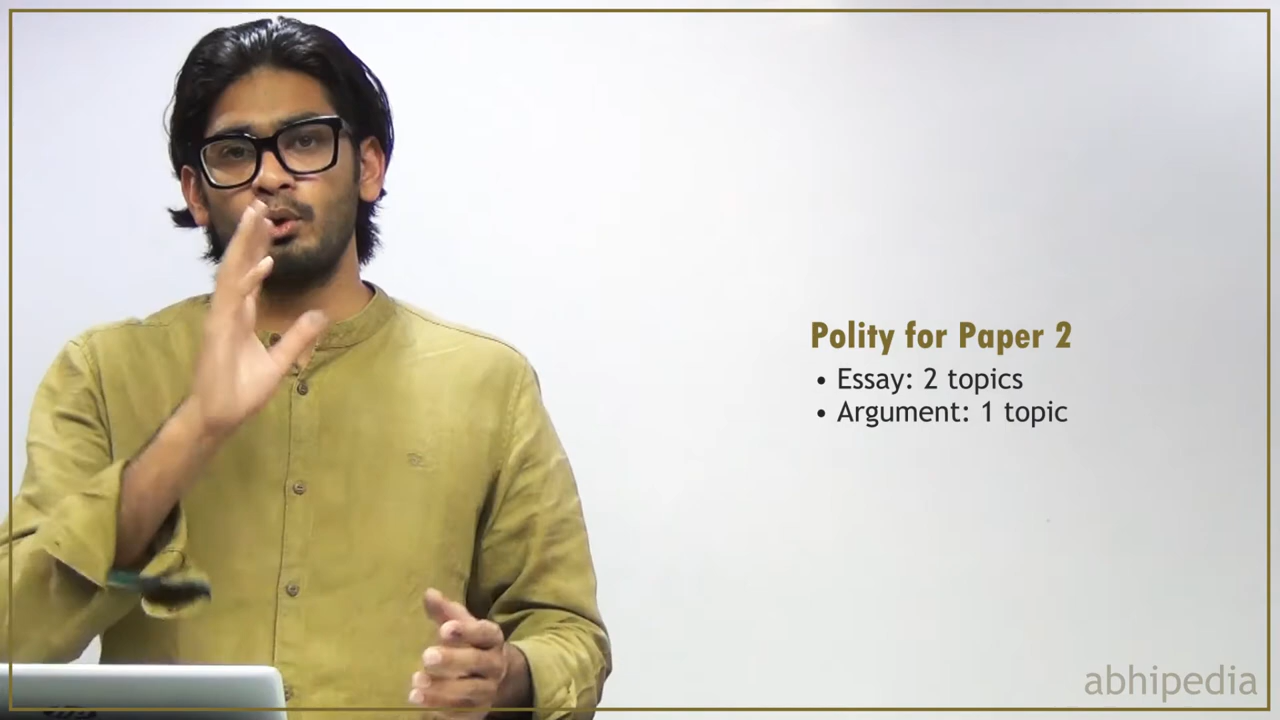 Polity for Paper 2
• Essay: 2 topics
• Argument: 1 topic
abhipedia